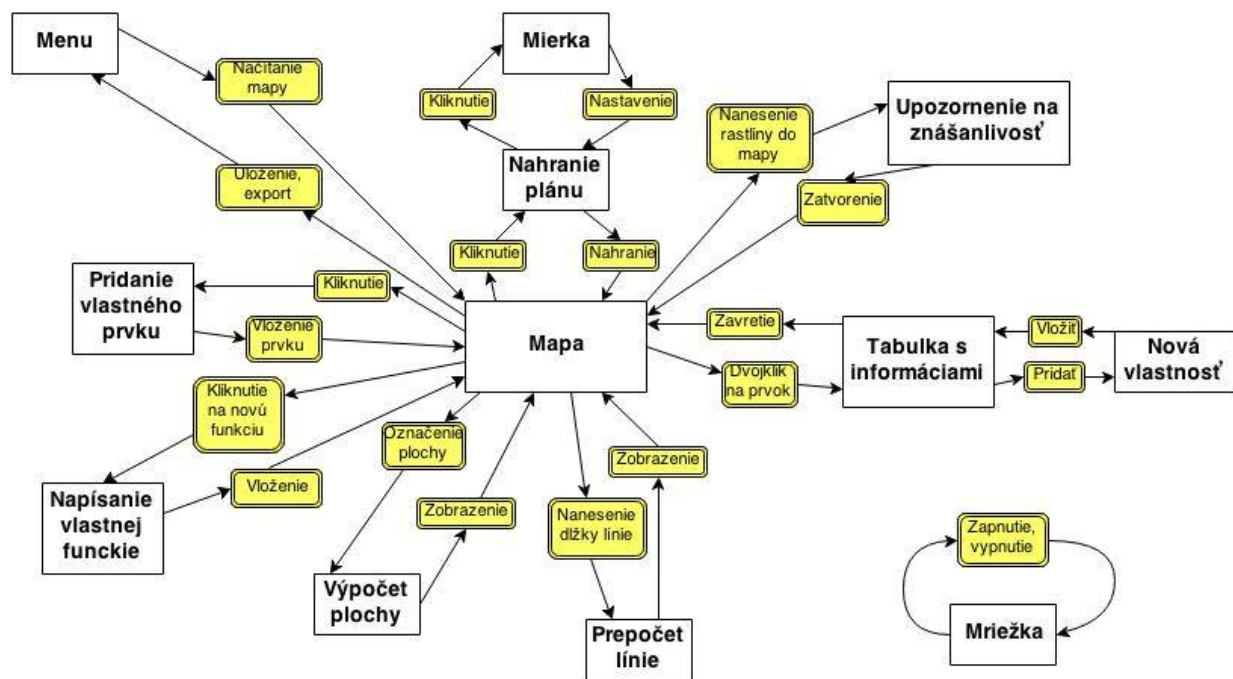 Menu
Načítanie
mapy
Uloženie,
export
Mierka
Kliknutie
Nastavenie
Nahranie
plánu
Kliknutie
Nahranie
Nanesenie
rastliny do
mapy
Upozornenie na
znášanlivosť
Zatvorenie
Pridanie
vlastného
prvku
Kliknutie
Vloženie
prvku
Mapa
Zavretie
Dvojklik
na prvok
Tabulka s
informáciami
Vložiť
Pridat
Nová
vlastnosť
Kliknutie
na novú
funkciu
Vloženie
Napísanie
vlastnej
funckie
Označenie
plochy
Zobrazenie
Výpočet
plochy
Nanesenie
dĺžky línie
Zobrazenie
Prepočet
línie
Zapnutie,
vypnutie
Mriežka